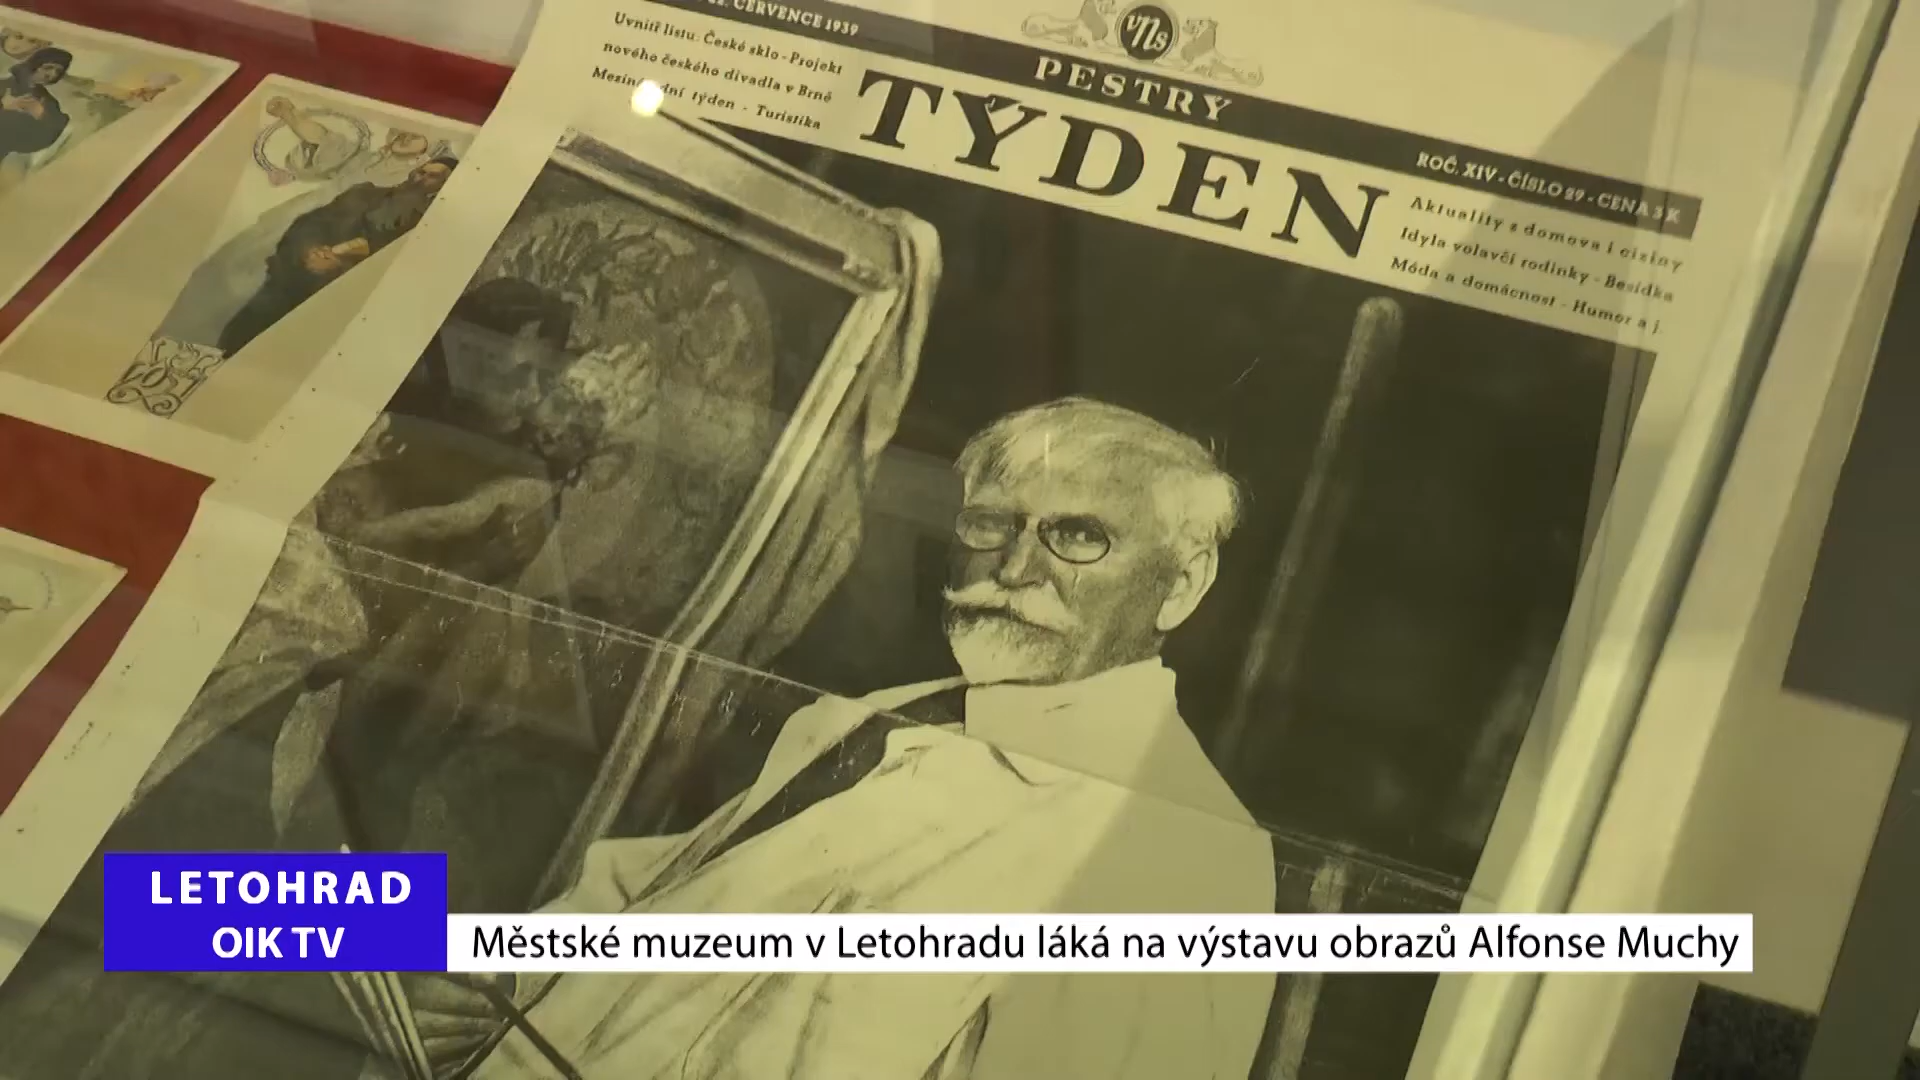 ČERVENCE 1939
Uvnitř listu: České sklo - Projekt
nového českého divadla v Brně
týden - Turistika
VNS
PESTRÝ
TÝDEN
ROČ. XIV - ČÍSLO 29 - CENA 3 K
Aktuality z domova i ciziny
Idyla volavčí rodinky - Besídka
Móda a domácnost - Humor a j.
LETOHRAD
OIK TV
Městské muzeum v Letohradu láká na výstavu obrazů Alfonse Muchy